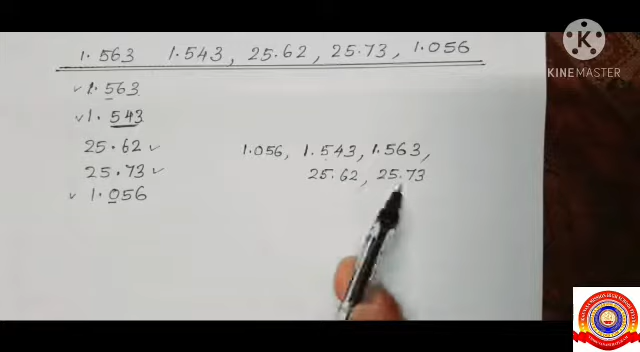 1.563 1.543, 25.62, 25.73, 1.056
✓ 1.563
✓ 1.543
25.62 ✓
25.73 ✓
✓ 1.056
1.056, 1.543, 1.563,
25.62, 25.73
KINEMASTER